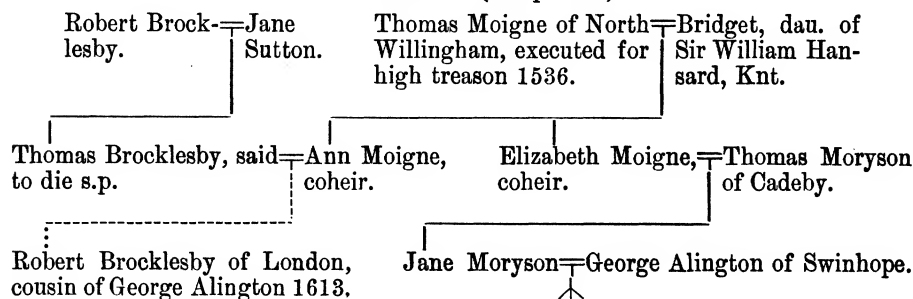 Robert Brock-
lesby.
Jane
Sutton.
Thomas Moigne of North
Willingham, executed for
high treason 1536.
Bridget, dau. of
Sir William Han-
sard, Knt.
Thomas Brocklesby, said
to die s.p.
Ann Moigne,
coheir.
Elizabeth Moigne,
coheir.
Thomas Moryson
of Cadeby.
Robert Brocklesby of London,
cousin of George Alington 1613.
Jane Moryson
George Alington of Swinhope.